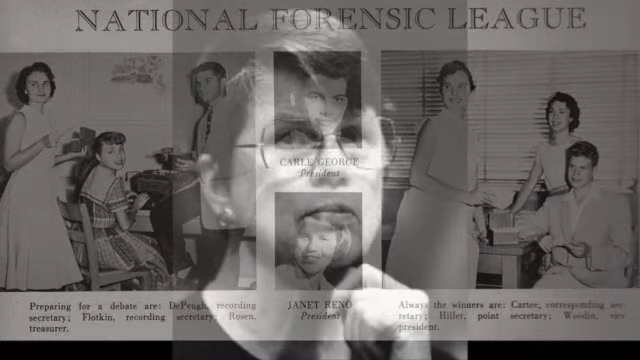 NATIONAL FORENSIC LEAGUE
CARLE GEORGE
President
JANET RENO
President
Preparing for a debate are: DePeugh, recording
secretary; Flotkin, recording secretary; Rosen,
treasurer.
Always the winners are: Carter, corresponding sec-
retary; Hiller, point secretary; Woodin, vice
president.